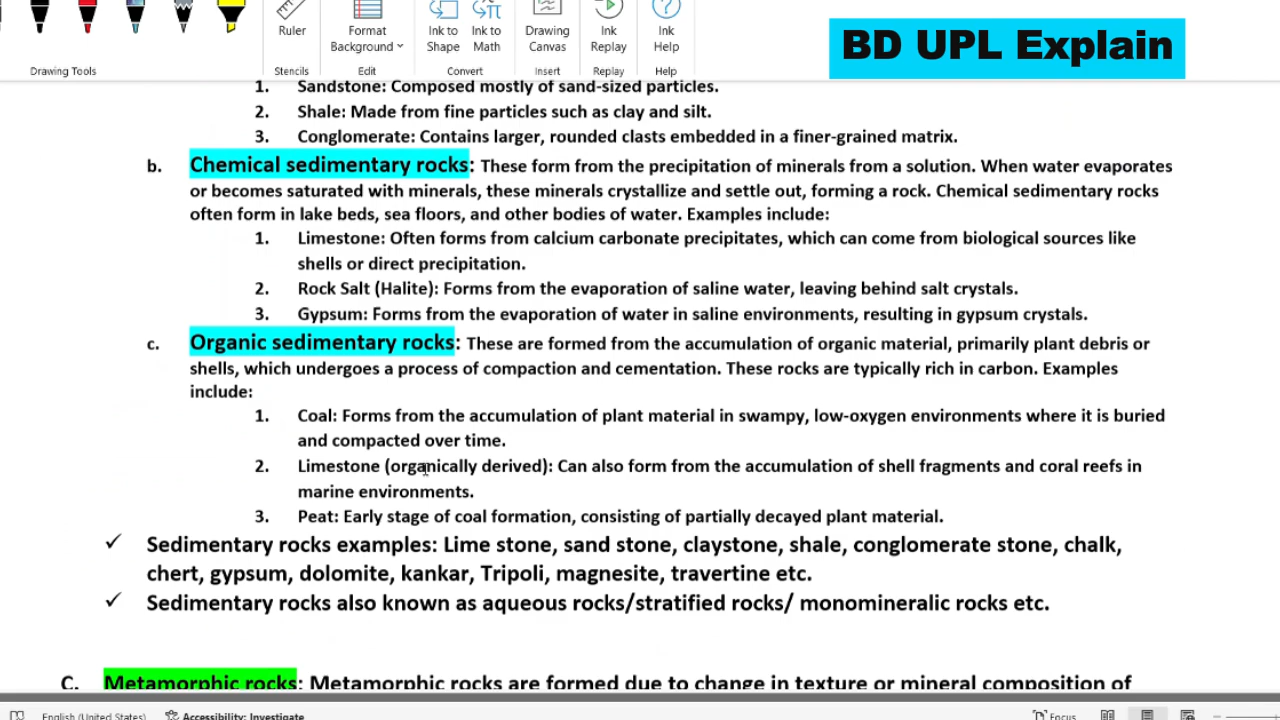 Ruler
Format
Background
Ink to
Shape
Ink to
Math
Drawing
Canvas
Ink
Replay
Ink
Help
Drawing Tools
Stencils
Edit
Convert
Insert
Replay
Help
BD UPL Explain
1. Sandstone: Composed mostly of sand-sized particles.
2. Shale: Made from fine particles such as clay and silt.
3. Conglomerate: Contains larger, rounded clasts embedded in a finer-grained matrix.
b. Chemical sedimentary rocks: These form from the precipitation of minerals from a solution. When water evaporates
or becomes saturated with minerals, these minerals crystallize and settle out, forming a rock. Chemical sedimentary rocks
often form in lake beds, sea floors, and other bodies of water. Examples include:
1. Limestone: Often forms from calcium carbonate precipitates, which can come from biological sources like
shells or direct precipitation.
2. Rock Salt (Halite): Forms from the evaporation of saline water, leaving behind salt crystals.
3. Gypsum: Forms from the evaporation of water in saline environments, resulting in gypsum crystals.
c. Organic sedimentary rocks: These are formed from the accumulation of organic material, primarily plant debris or
shells, which undergoes a process of compaction and cementation. These rocks are typically rich in carbon. Examples
include:
1. Coal: Forms from the accumulation of plant material in swampy, low-oxygen environments where it is buried
and compacted over time.
2. Limestone (organically derived): Can also form from the accumulation of shell fragments and coral reefs in
marine environments.
3. Peat: Early stage of coal formation, consisting of partially decayed plant material.
✓ Sedimentary rocks examples: Lime stone, sand stone, claystone, shale, conglomerate stone, chalk,
chert, gypsum, dolomite, kankar, Tripoli, magnesite, travertine etc.
✓ Sedimentary rocks also known as aqueous rocks/stratified rocks/ monomineralic rocks etc.
C. Metamorphic rocks: Metamorphic rocks are formed due to change in texture or mineral composition of
English (United States)
Accessibility: Investigate
Focus